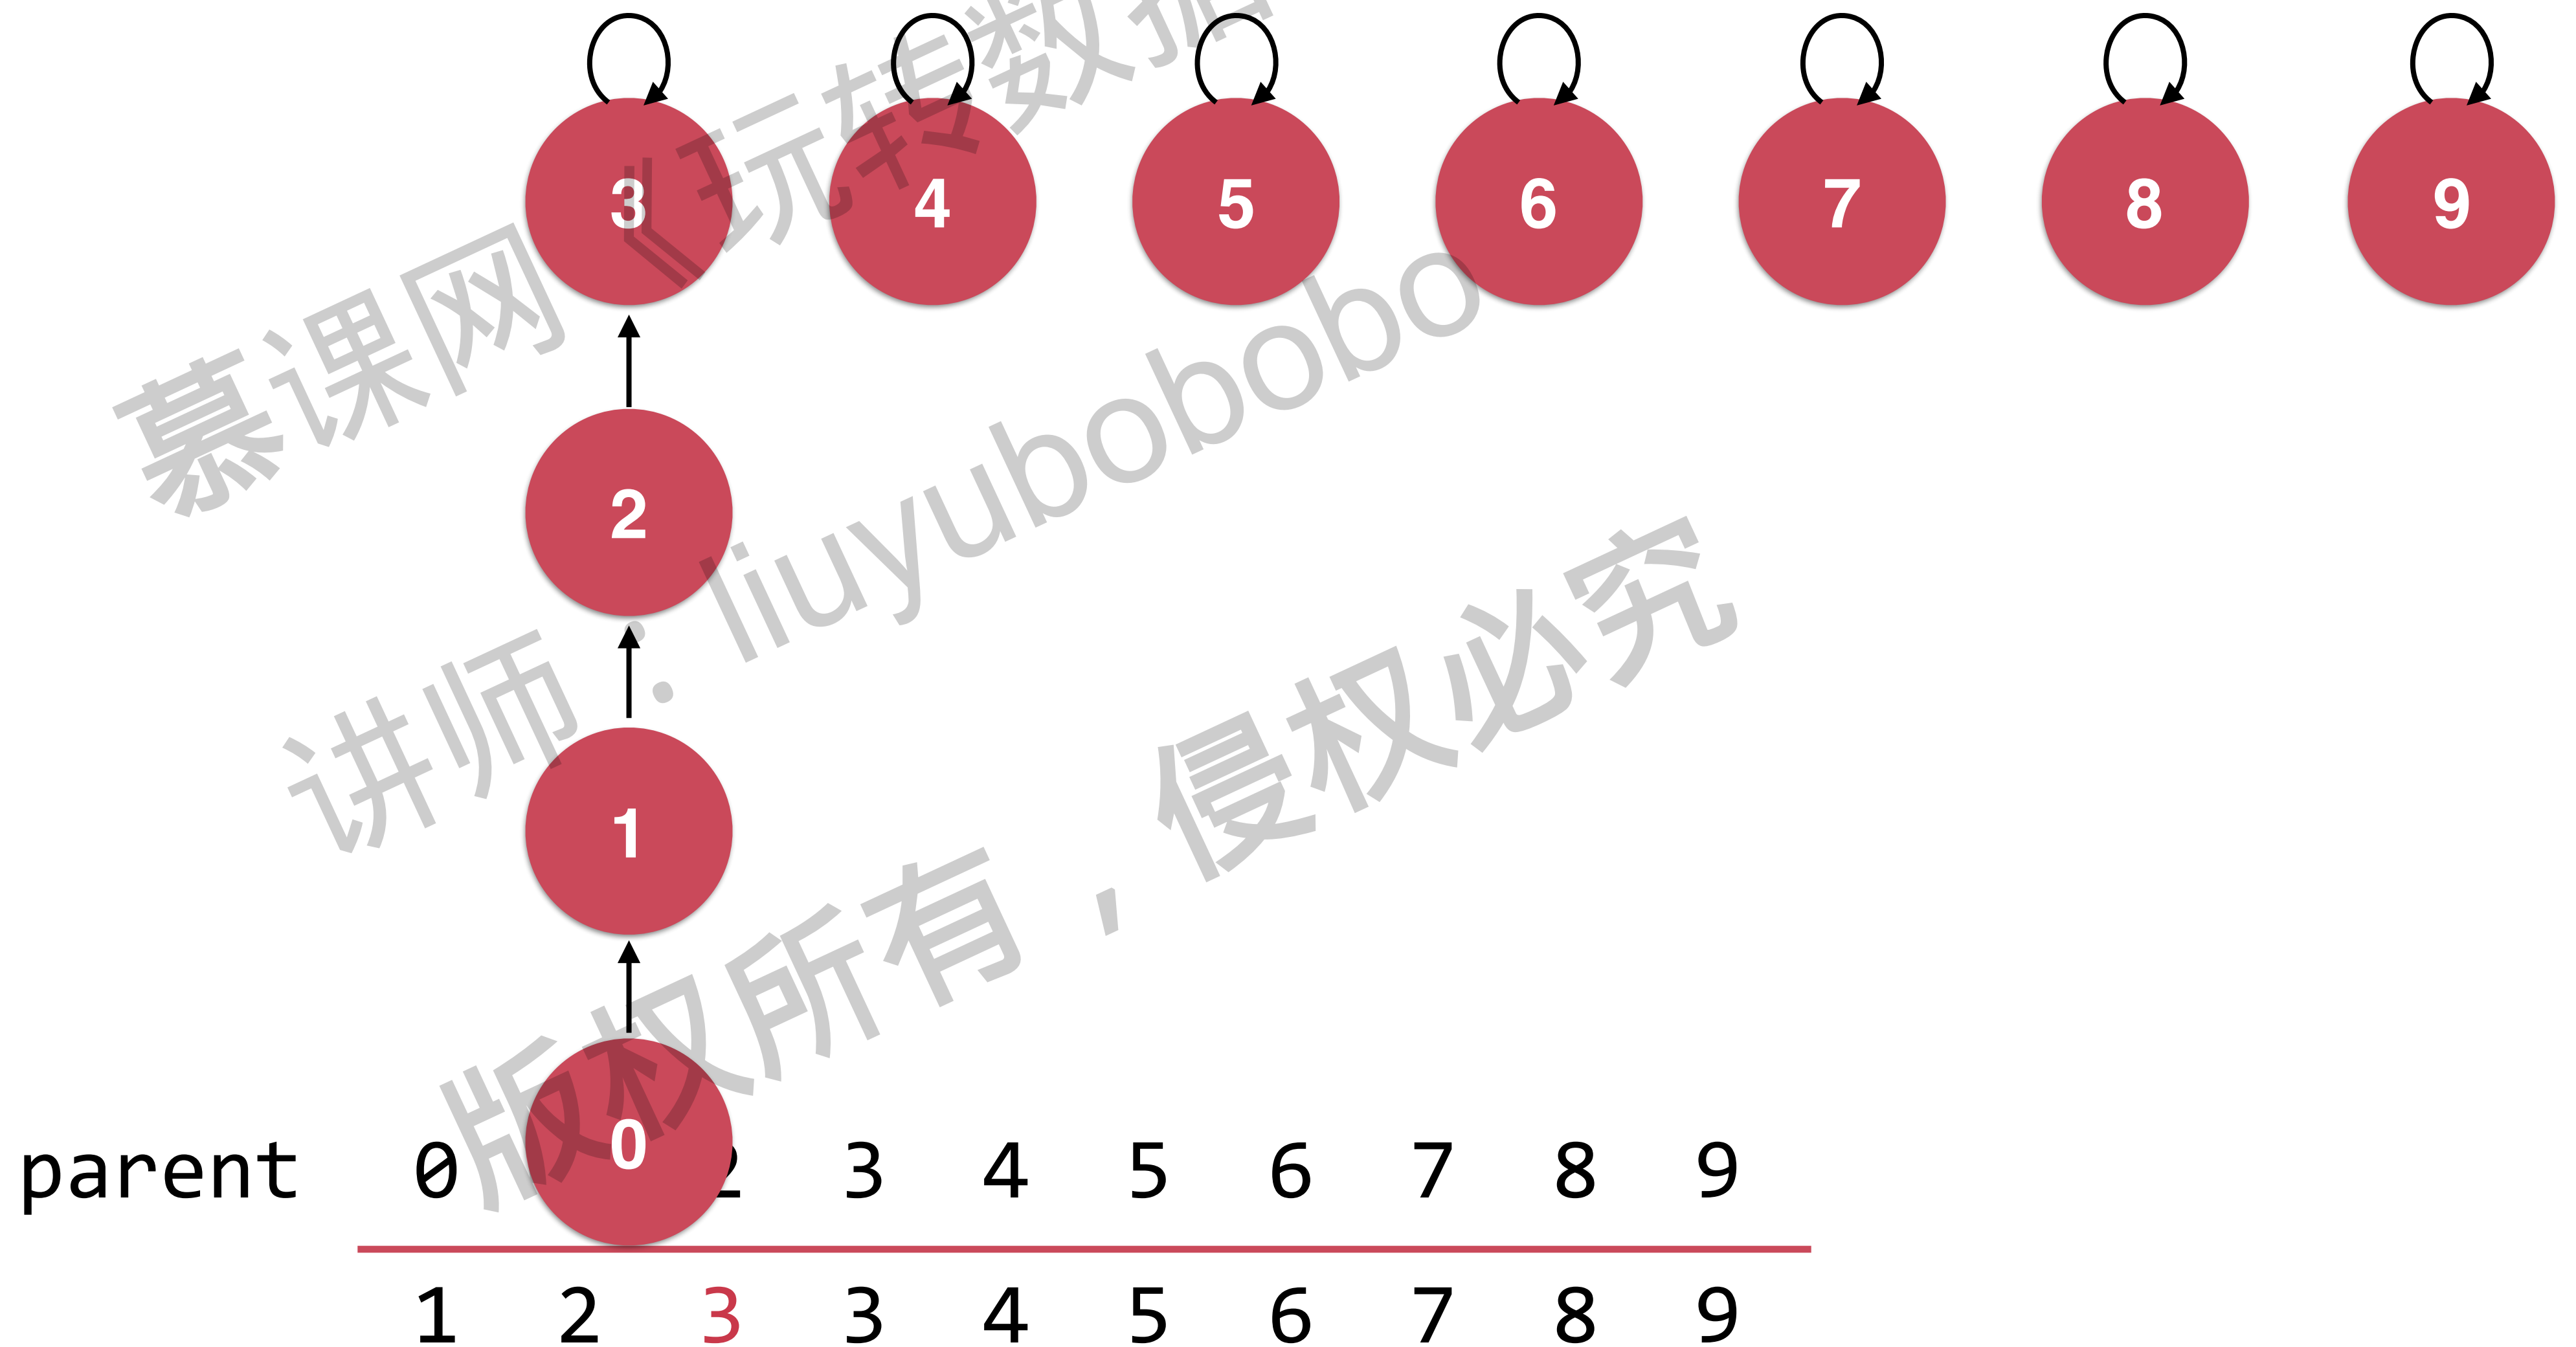 3 4 5 6 7 8 9
2
1
0
parent 0 2 3 4 5 6 7 8 9
1 2 3 3 4 5 6 7 8 9
慕课网《玩转数据
讲师：liuyubobobo
版权所有，侵权必究